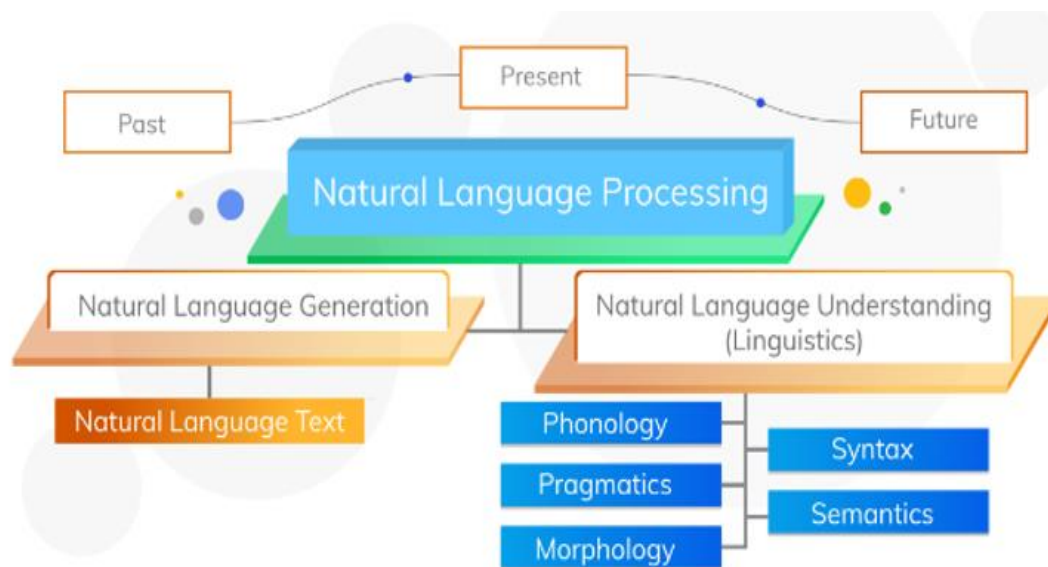 Past
Present
Future
Natural Language Processing
Natural Language Generation
Natural Language Understanding
(Linguistics)
Natural Language Text
Phonology
Pragmatics
Morphology
Syntax
Semantics